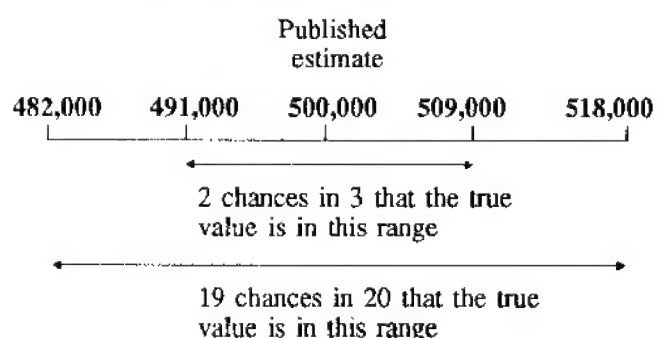 Published
estimate
482,000 491,000 500,000 509,000 518,000
2 chances in 3 that the true
value is in this range
19 chances in 20 that the true
value is in this range